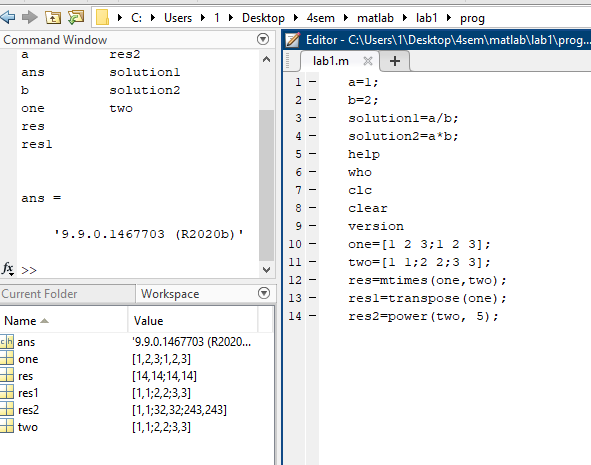 C: Users 1 Desktop 4sem matlab lab1 prog
Command Window
a res2
ans solution1
b solution2
one two
res
res1
ans =
'9.9.0.1467703 (R2020b)'
fx >>
Current Folder Workspace
Name Value
ch ans '9.9.0.1467703 (R2020...
one [1,2,3;1,2,3]
res [14,14;14,14]
res1 [1,1;2,2;3,3]
res2 [1,1;32,32;243,243]
two [1,1;2,2;3,3]
Editor - C:\Users\1\Desktop\4sem\matlab\lab1\prog...
lab1.m
1 – a=1;
2 – b=2;
3 – solution1=a/b;
4 – solution2=a*b;
5 – help
6 – who
7 – clc
8 – clear
9 – version
10 – one=[1 2 3;1 2 3];
11 – two=[1 1;2 2;3 3];
12 – res=mtimes(one,two);
13 – res1=transpose(one);
14 – res2=power(two, 5);